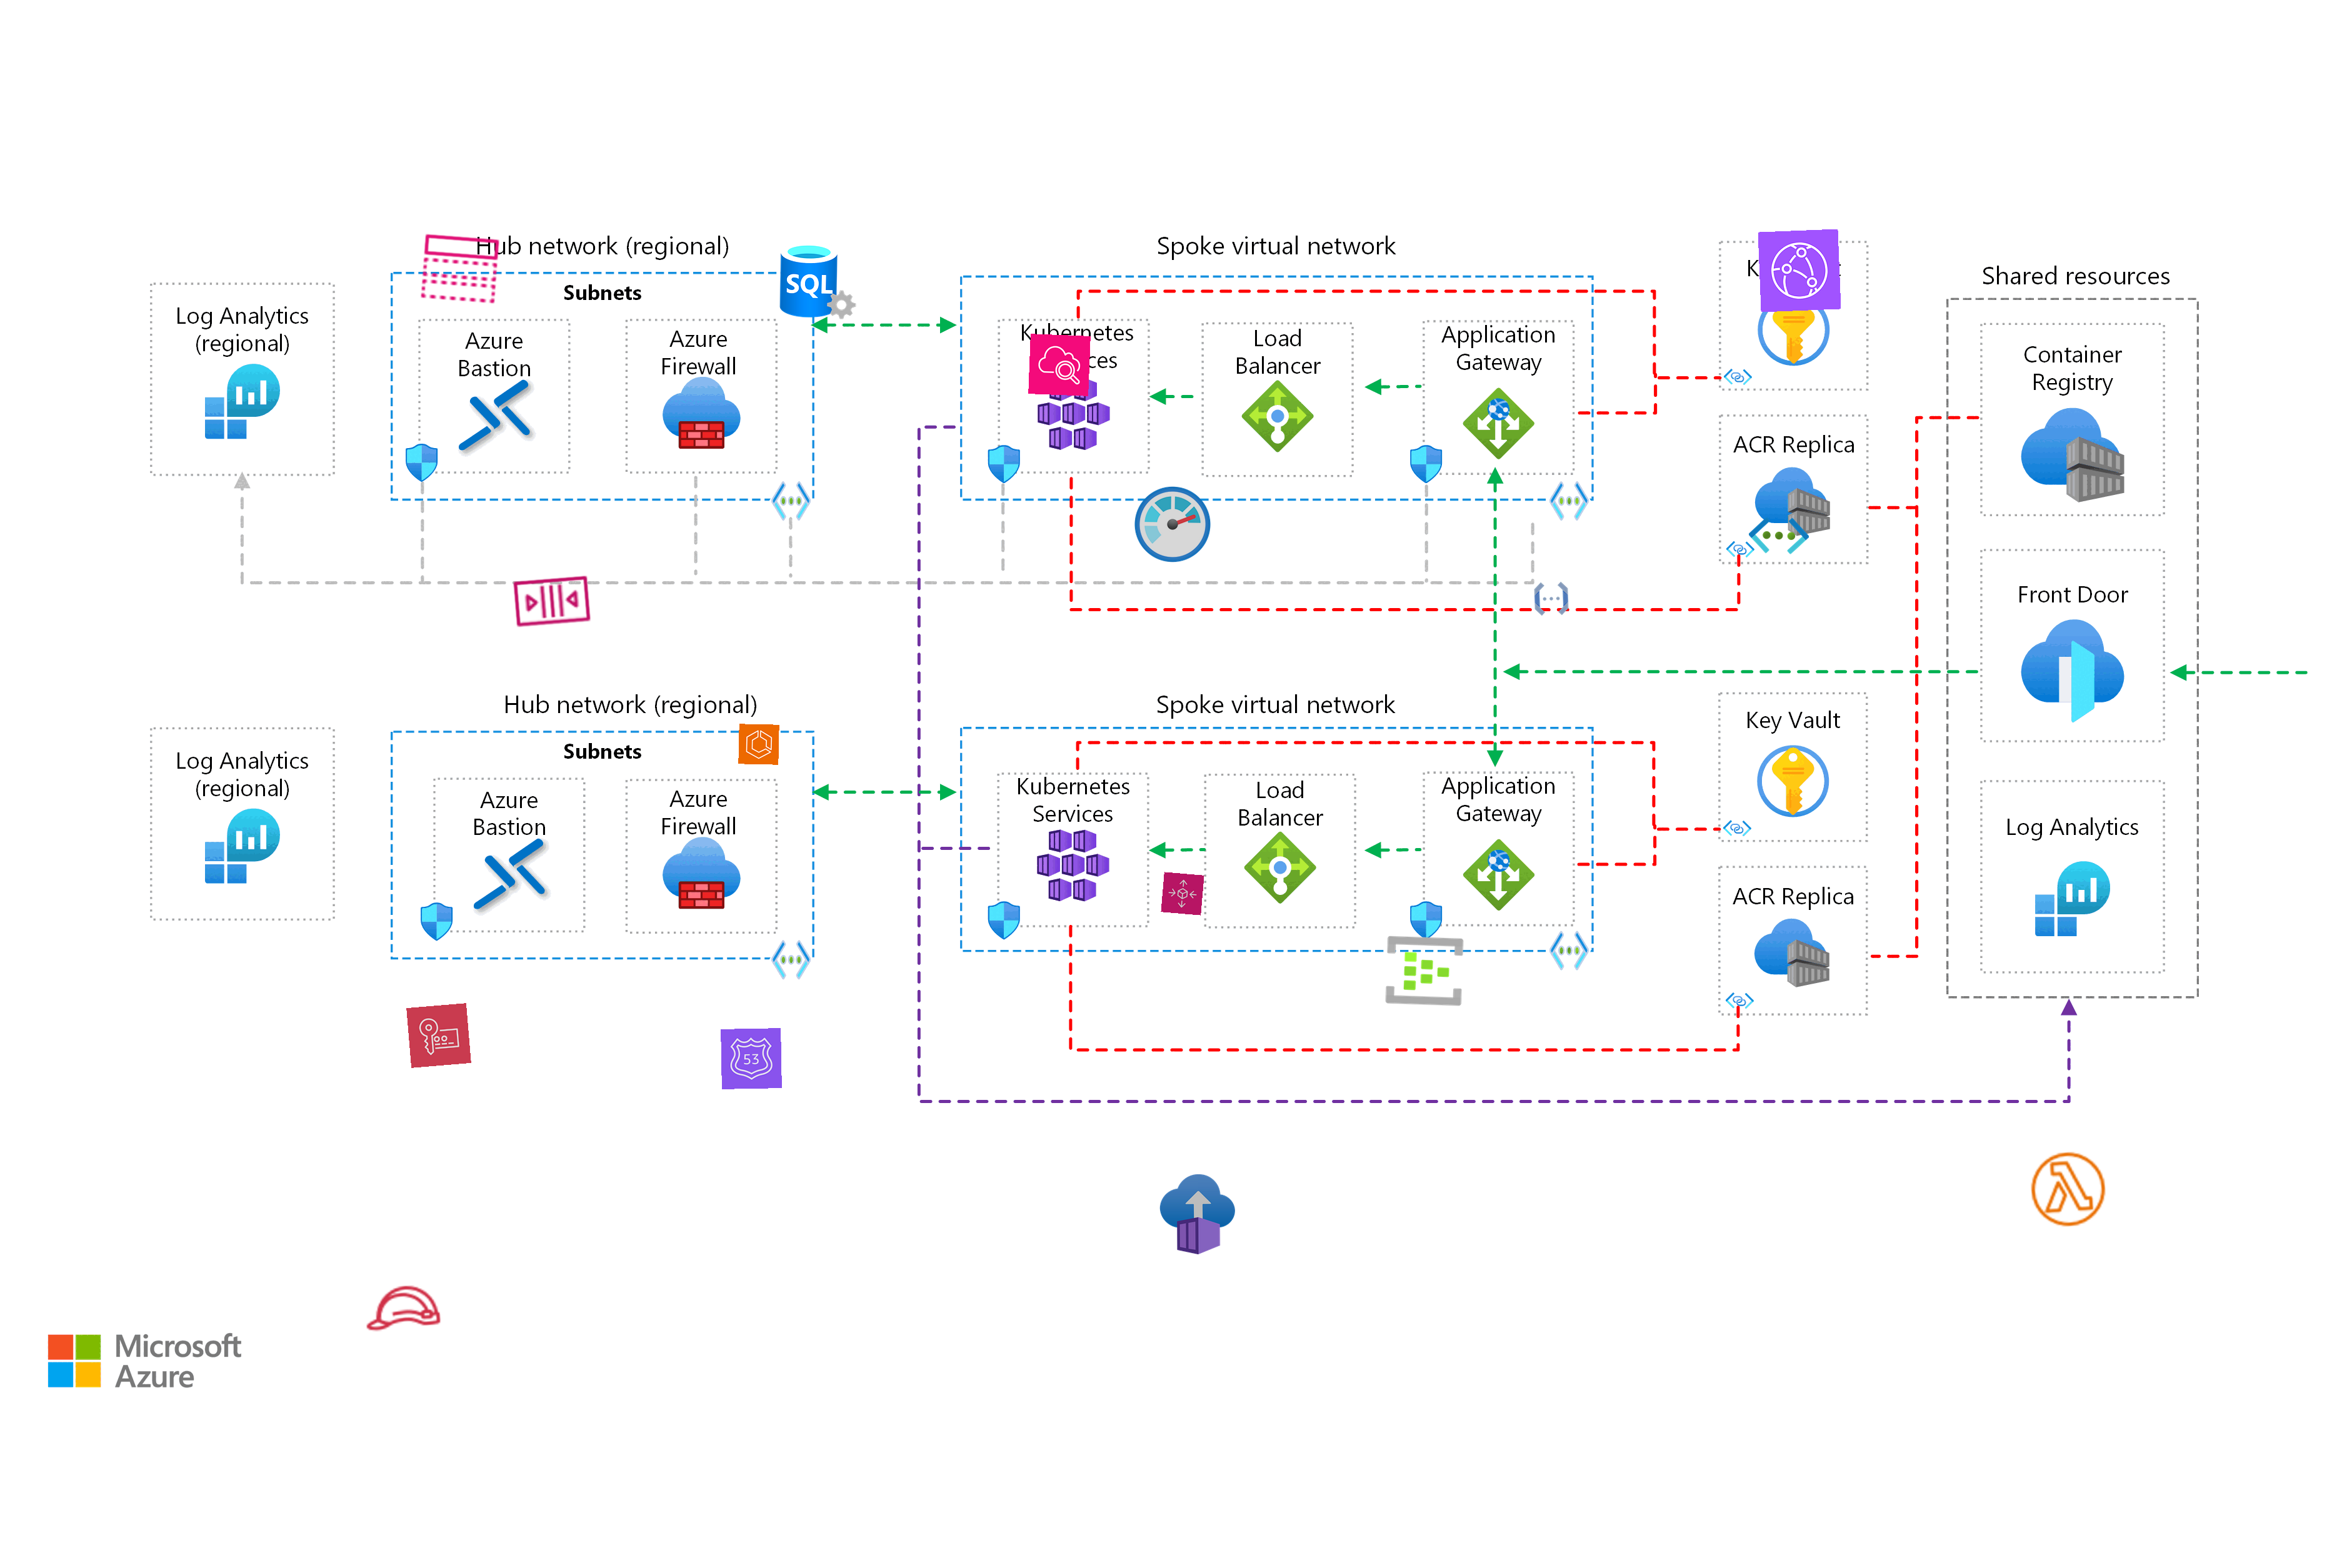 Hub network (regional)
Subnets
Log Analytics
(regional)
Azure
Bastion
Azure
Firewall
SQL
Spoke virtual network
Kubernetes
Load
Balancer
Application
Gateway
ACR Replica
Shared resources
Container
Registry
Front Door
Log Analytics
Hub network (regional)
Subnets
Log Analytics
(regional)
Azure
Bastion
Azure
Firewall
Spoke virtual network
Kubernetes
Services
Load
Balancer
Application
Gateway
Key Vault
ACR Replica
53
Microsoft
Azure